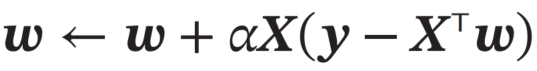 w ← w + αX(y − X⊤w)